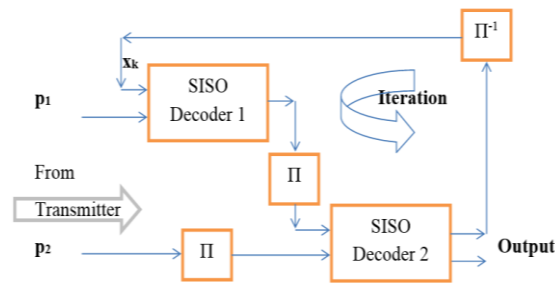 Π-1
xk
SISO
Decoder 1
p1
Iteration
Π
From
Transmitter
SISO
Decoder 2
Output
p2
Π